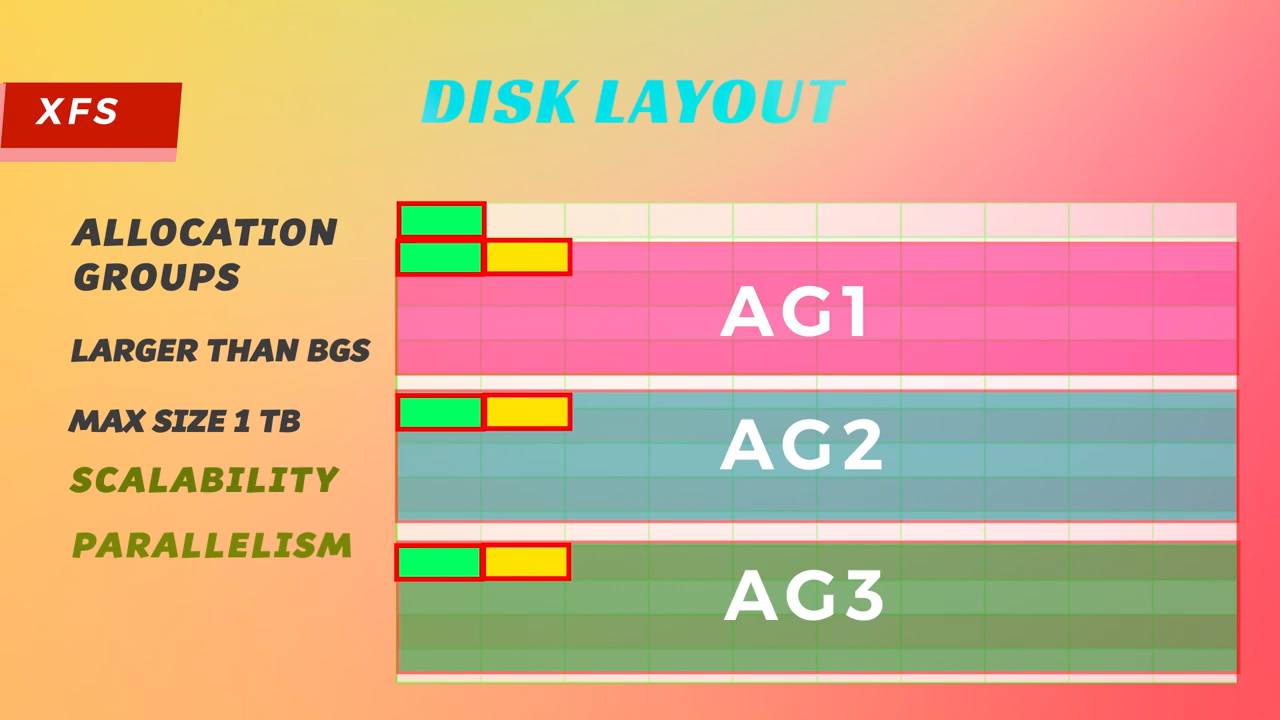 XFS
DISK LAYOUT
ALLOCATION
GROUPS
LARGER THAN BGS
MAX SIZE 1 TB
SCALABILITY
PARALLELISM
AG1
AG2
AG3